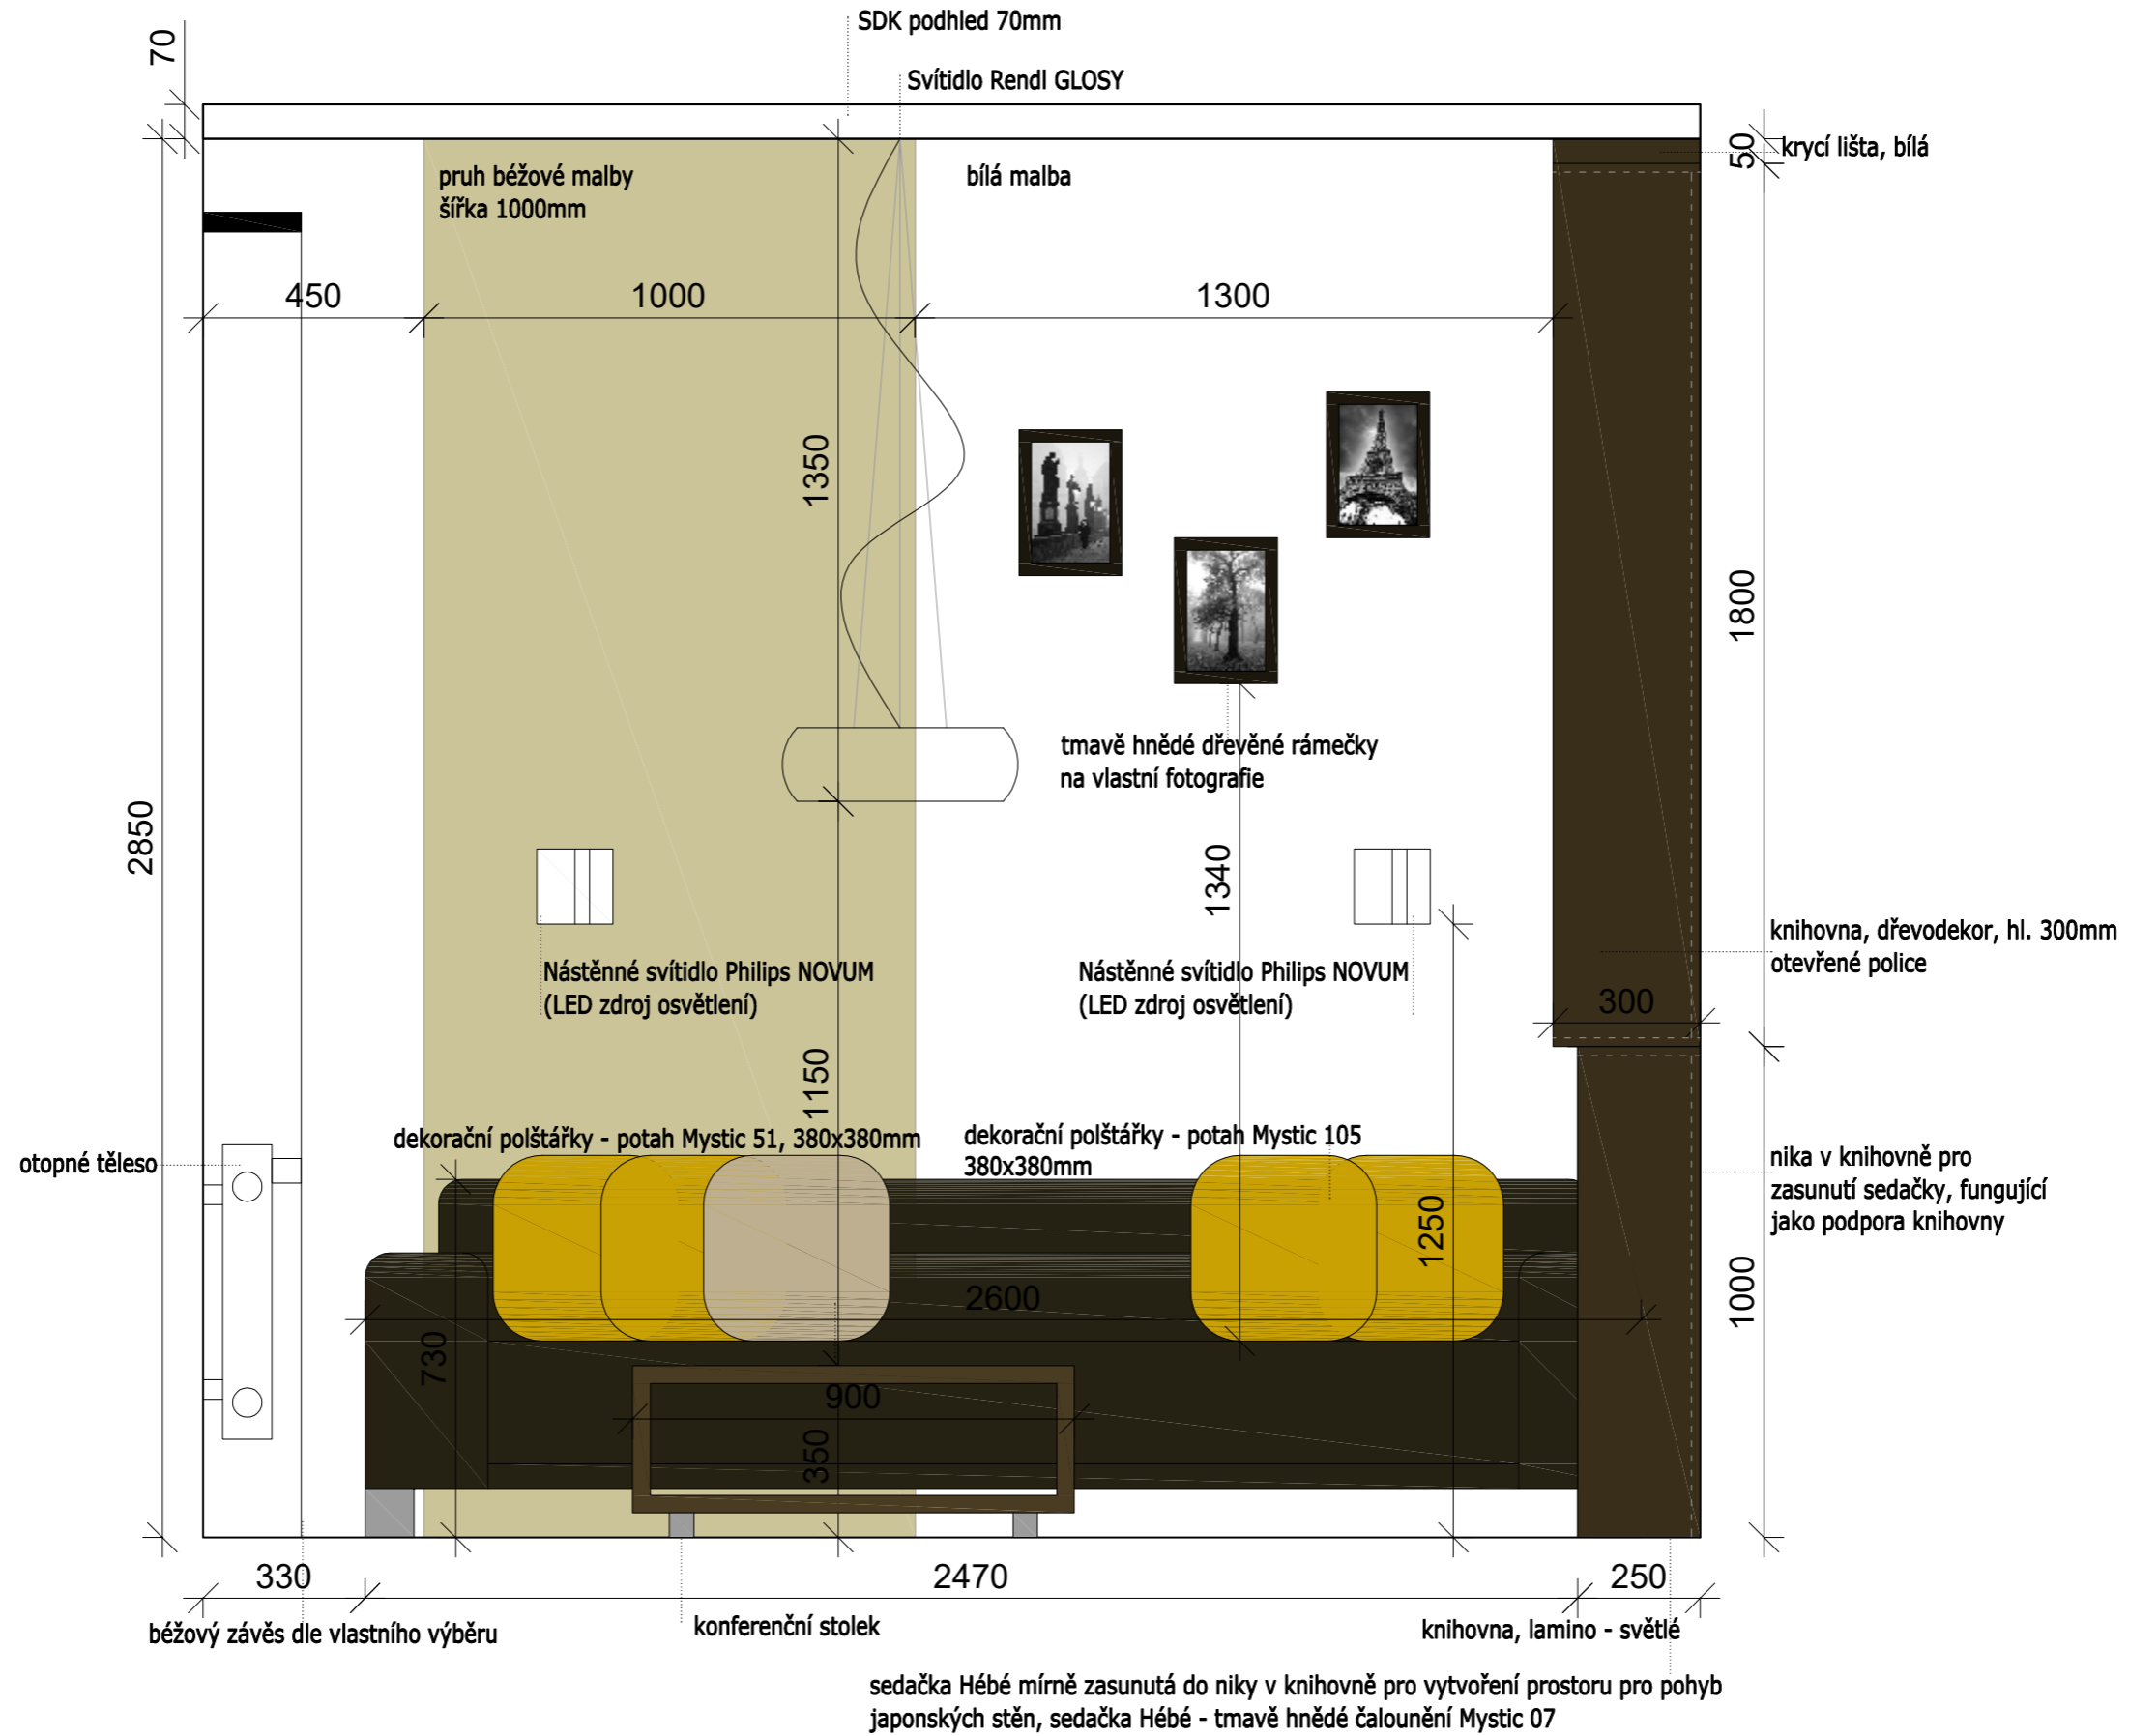 SDK podhled 70mm
70
Svítidlo Rendl GLOSY
50
krycí lišta, bílá
pruh béžové malby
šířka 1000mm
bílá malba
450
1000
1300
1350
1800
tmavě hnědé dřevěné rámečky
na vlastní fotografie
2850
1340
knihovna, dřevodekor, hl. 300mm
otevřené police
Nástěnné svítidlo Philips NOVUM
(LED zdroj osvětlení)
Nástěnné svítidlo Philips NOVUM
(LED zdroj osvětlení)
300
1150
dekorační polštářky - potah Mystic 51, 380x380mm
dekorační polštářky - potah Mystic 105
380x380mm
otopné těleso
nika v knihovně pro
zasunutí sedačky, fungující
jako podpora knihovny
1250
1000
2600
730
900
350
330
2470
250
béžový závěs dle vlastního výběru
konferenční stolek
knihovna, lamino - světlé
sedačka Hébé mírně zasunutá do niky v knihovně pro vytvoření prostoru pro pohyb
japonských stěn, sedačka Hébé - tmavě hnědé čalounění Mystic 07